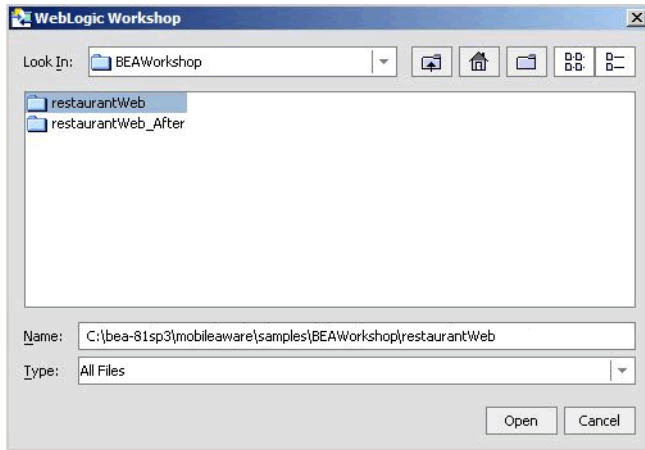 WebLogic Workshop
Look In: BEAWorkshop
restaurantWeb
restaurantWeb_After
Name: C:\bea-81sp3\mobileaware\samples\BEAWorkshop\restaurantWeb
Type: All Files
Open Cancel